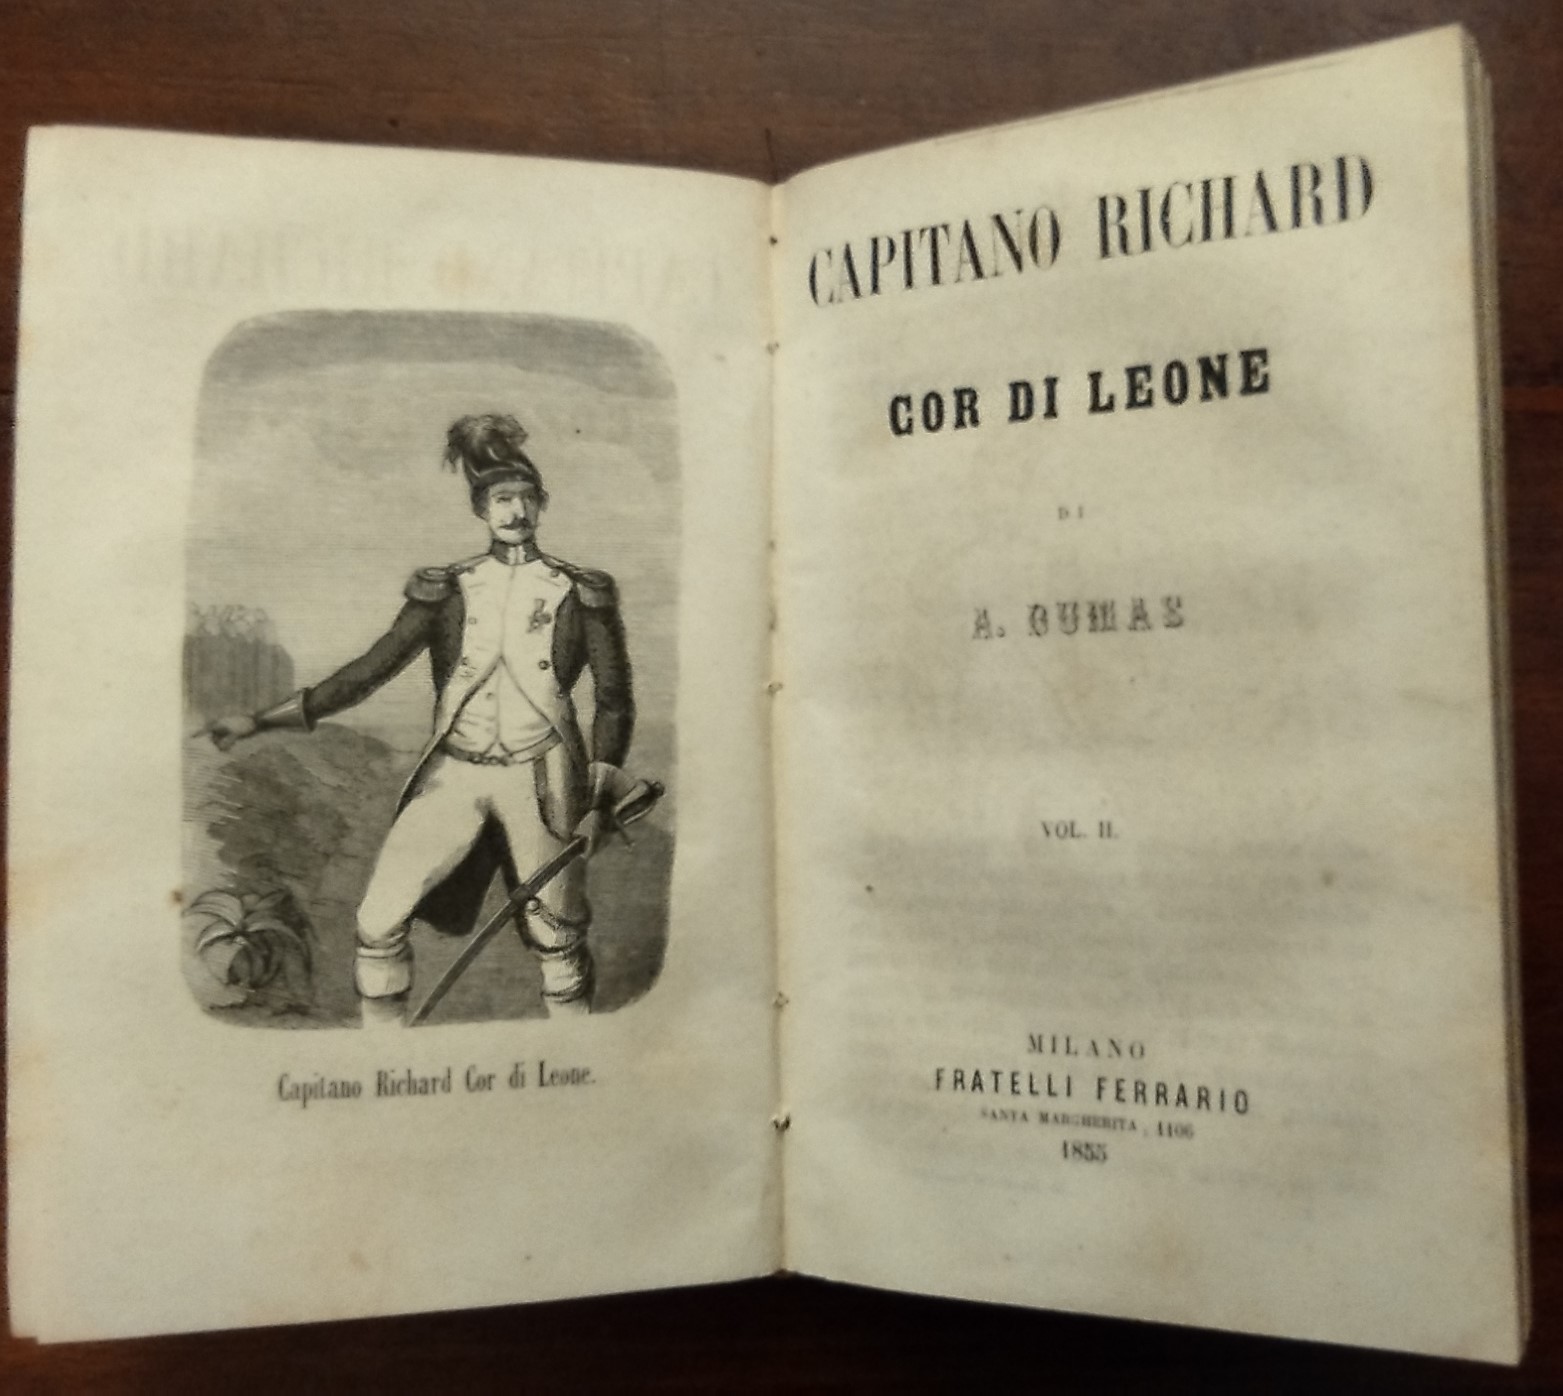 Capitano Richard Cor di Leone.
CAPITANO RICHARD
COR DI LEONE
DI
A. DUMAS
VOL. II.
MILANO
FRATELLI FERRARIO
SANTA MARGHERITA, 1106
1855